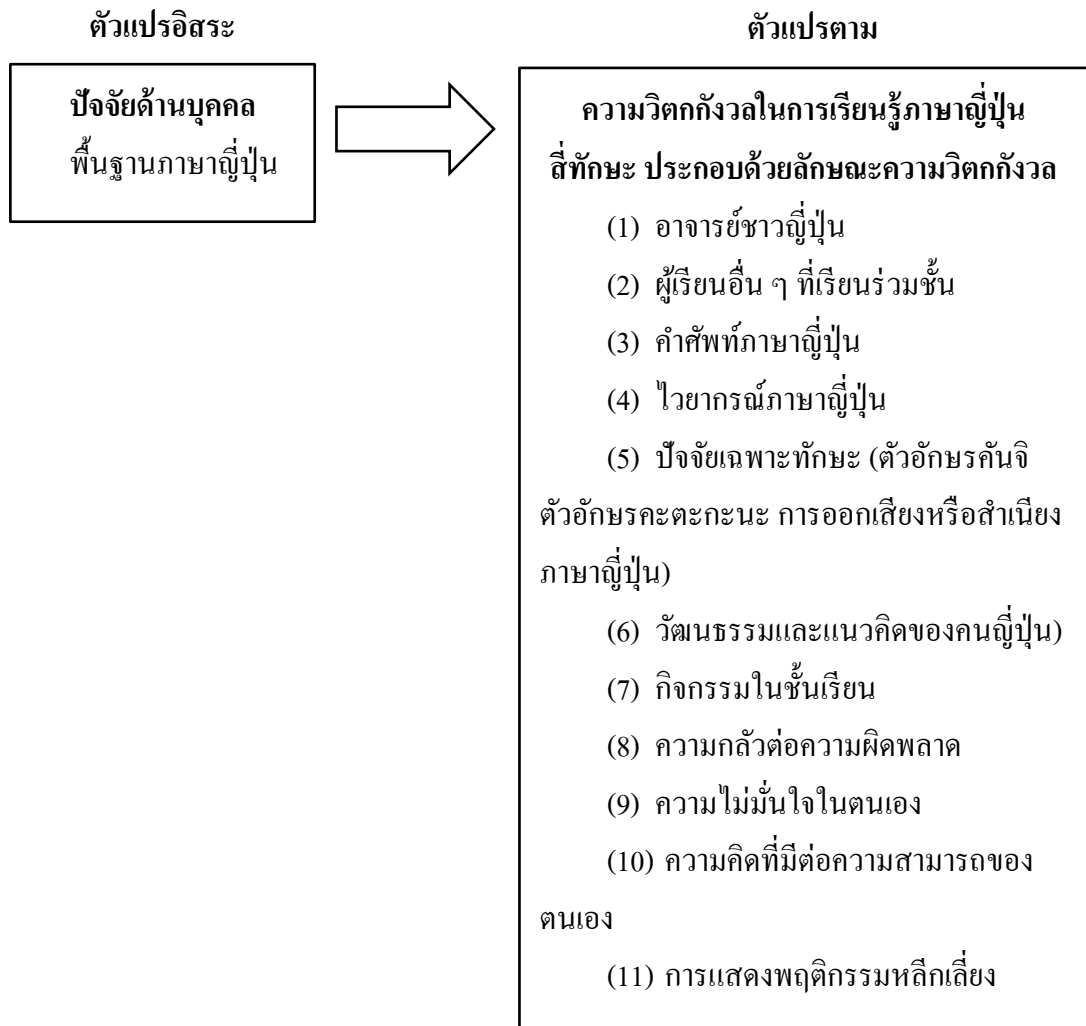 ตัวแปรอิสระ
ปัจจัยด้านบุคคล
พื้นฐานภาษาญี่ปุ่น
ตัวแปรตาม
ความวิตกกังวลในการเรียนรู้ภาษาญี่ปุ่น
สี่ทักษะ ประกอบด้วยลักษณะความวิตกกังวล
(1) อาจารย์ชาวญี่ปุ่น
(2) ผู้เรียนอื่น ๆ ที่เรียนร่วมชั้น
(3) คำศัพท์ภาษาญี่ปุ่น
(4) ไวยากรณ์ภาษาญี่ปุ่น
(5) ปัจจัยเฉพาะทักษะ (ตัวอักษรคันจิ
ตัวอักษรคะตะกะนะ การออกเสียงหรือสำเนียง
ภาษาญี่ปุ่น)
(6) วัฒนธรรมและแนวคิดของคนญี่ปุ่น)
(7) กิจกรรมในชั้นเรียน
(8) ความกลัวต่อความผิดพลาด
(9) ความไม่มั่นใจในตนเอง
(10) ความคิดที่มีต่อความสามารถของ
ตนเอง
(11) การแสดงพฤติกรรมหลีกเลี่ยง